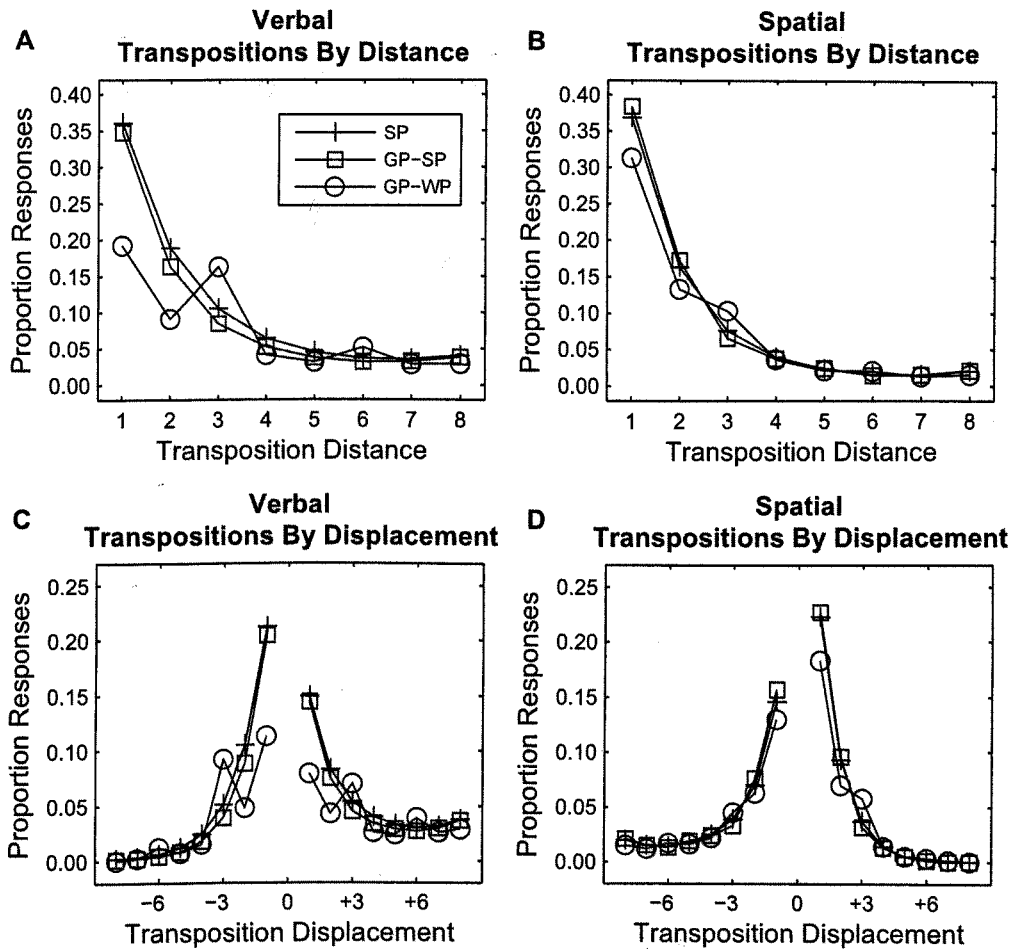 A
Verbal
Transpositions By Distance
Proportion Responses
0.40
0.35
0.30
0.25
0.20
0.15
0.10
0.05
0.00
1 2 3 4 5 6 7 8
Transposition Distance
SP
GP-SP
GP-WP
B
Spatial
Transpositions By Distance
Proportion Responses
0.40
0.35
0.30
0.25
0.20
0.15
0.10
0.05
0.00
1 2 3 4 5 6 7 8
Transposition Distance
C
Verbal
Transpositions By Displacement
Proportion Responses
0.25
0.20
0.15
0.10
0.05
0.00
−6 −3 0 +3 +6
Transposition Displacement
D
Spatial
Transpositions By Displacement
Proportion Responses
0.25
0.20
0.15
0.10
0.05
0.00
−6 −3 0 +3 +6
Transposition Displacement